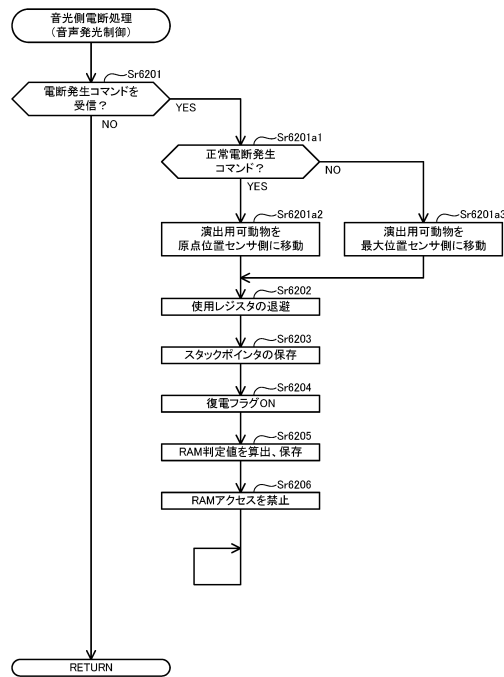 音光側電断処理
(音声発光制御)
Sr6201
電断発生コマンドを
受信？
YES
NO
Sr6201a1
正常電断発生
コマンド？
NO
YES
Sr6201a2
演出用可動物を
原点位置センサ側に移動
Sr6201a3
演出用可動物を
最大位置センサ側に移動
Sr6202
使用レジスタの退避
Sr6203
スタックポインタの保存
Sr6204
復電フラグON
Sr6205
RAM判定値を算出、保存
Sr6206
RAMアクセスを禁止
RETURN